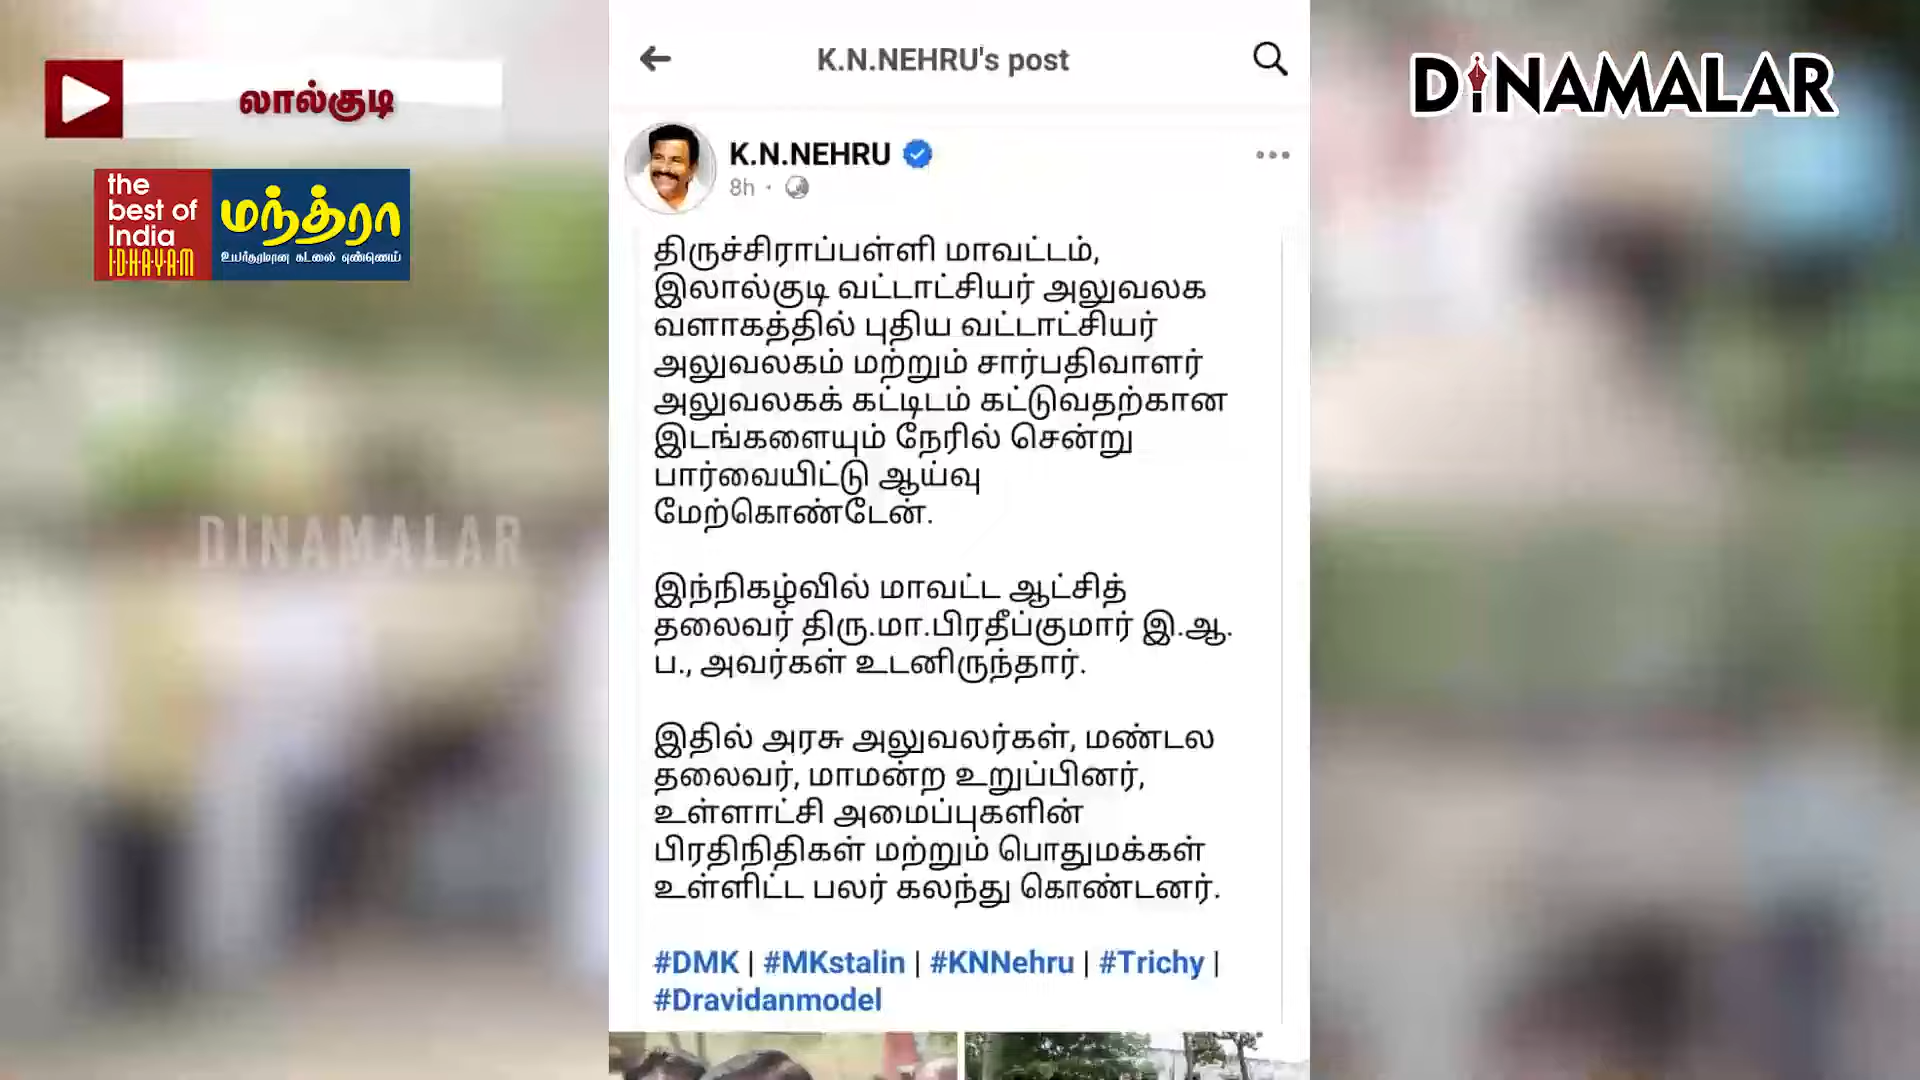 லால்குடி
the
best of
India
IDHAYAM
மந்த்ரா
உயர்தரமான கடலை எண்ணெய்
DINAMALAR
K.N.NEHRU's post
K.N.NEHRU
8h ·
திருச்சிராப்பள்ளி மாவட்டம்,
இலால்குடி வட்டாட்சியர் அலுவலக
வளாகத்தில் புதிய வட்டாட்சியர்
அலுவலகம் மற்றும் சார்பதிவாளர்
அலுவலகக் கட்டிடம் கட்டுவதற்கான
இடங்களையும் நேரில் சென்று
பார்வையிட்டு ஆய்வு
மேற்கொண்டேன்.
இந்நிகழ்வில் மாவட்ட ஆட்சித்
தலைவர் திரு.மா.பிரதீப்குமார் இ.ஆ.
ப., அவர்கள் உடனிருந்தார்.
இதில் அரசு அலுவலர்கள், மண்டல
தலைவர், மாமன்ற உறுப்பினர்,
உள்ளாட்சி அமைப்புகளின்
பிரதிநிதிகள் மற்றும் பொதுமக்கள்
உள்ளிட்ட பலர் கலந்து கொண்டனர்.
#DMK | #MKstalin | #KNNehru | #Trichy |
#Dravidanmodel
DINAMALAR